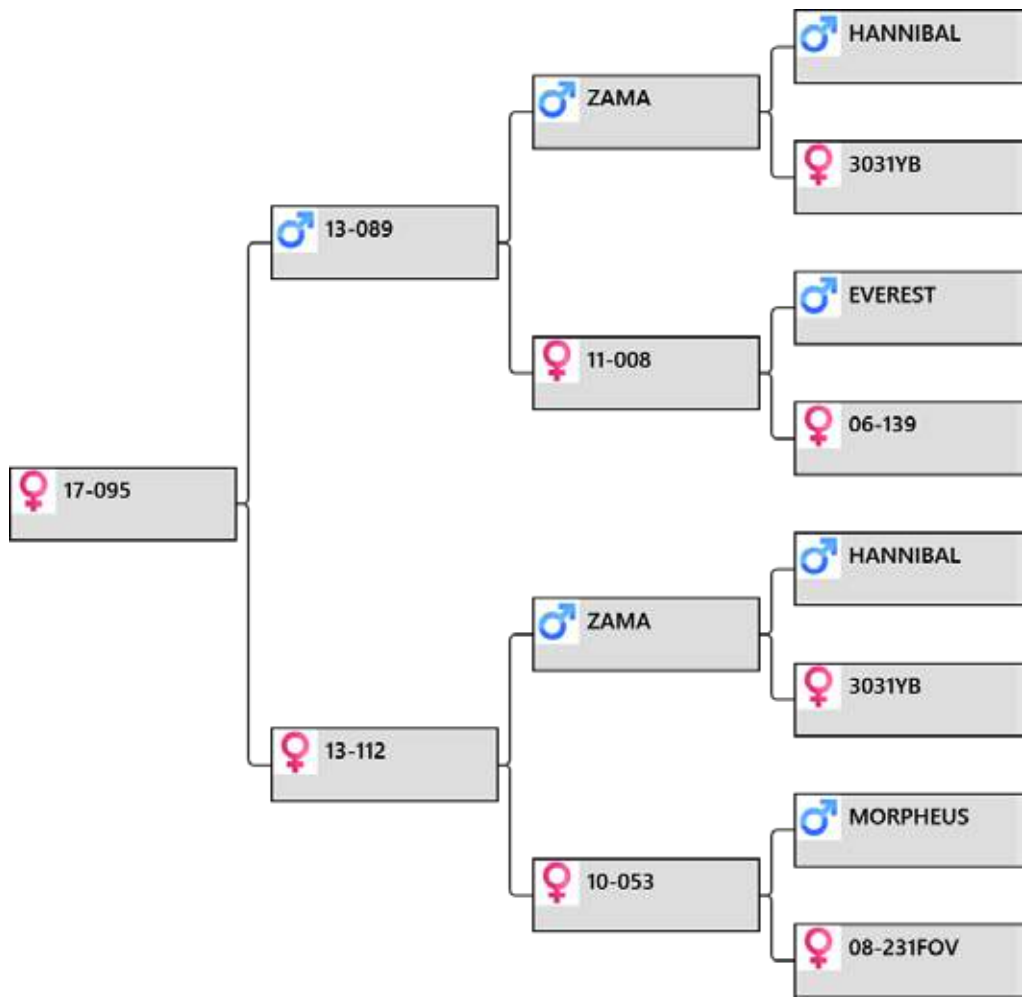 HANNIBAL
ZAMA
3031YB
13-089
EVEREST
11-008
06-139
17-095
HANNIBAL
ZAMA
3031YB
13-112
MORPHEUS
10-053
08-231FOV